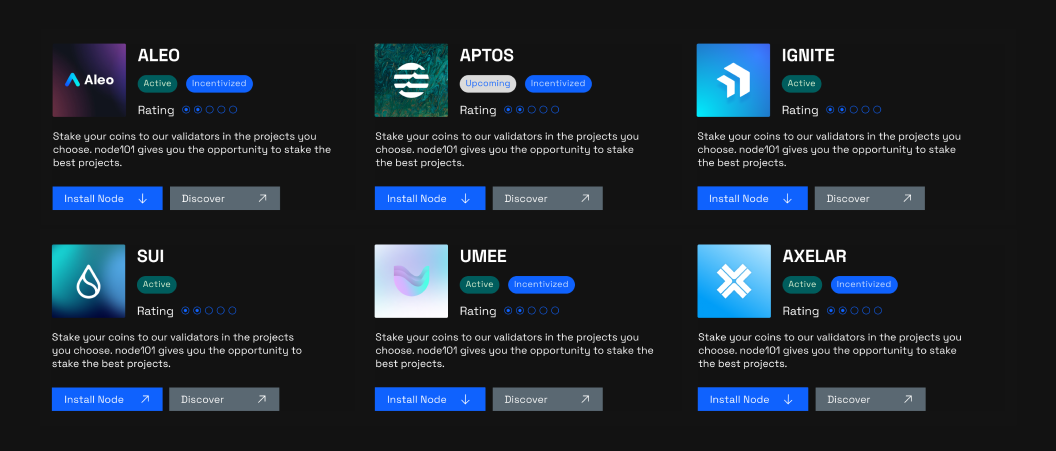 Aleo
ALEO
Active Incentivized
Rating
Stake your coins to our validators in the projects you
choose. node101 gives you the opportunity to stake the
best projects.
Install Node
Discover
APTOS
Upcoming Incentivized
Rating
Stake your coins to our validators in the projects you
choose. node101 gives you the opportunity to stake
the best projects.
Install Node
Discover
IGNITE
Active
Rating
Stake your coins to our validators in the projects you
choose. node101 gives you the opportunity to stake
the best projects.
Install Node
Discover
SUI
Active
Rating
Stake your coins to our validators in the projects
you choose. node101 gives you the opportunity to
stake the best projects.
Install Node
Discover
UMEE
Active Incentivized
Rating
Stake your coins to our validators in the projects you
choose. node101 gives you the opportunity to stake the
best projects.
Install Node
Discover
AXELAR
Active Incentivized
Rating
Stake your coins to our validators in the projects you
choose. node101 gives you the opportunity to stake
the best projects.
Install Node
Discover